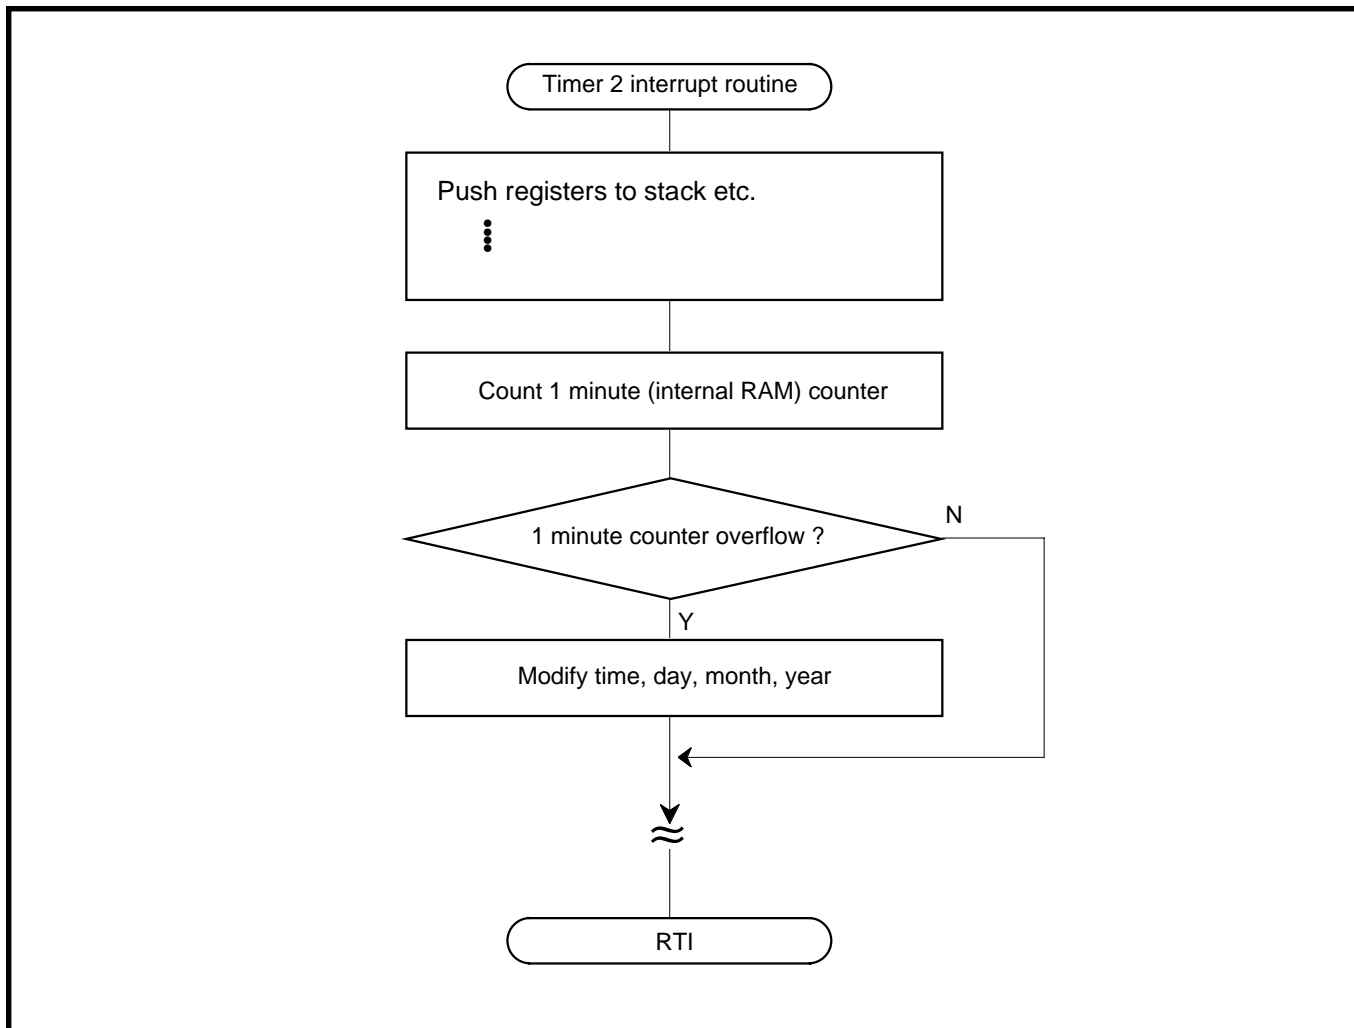 Timer 2 interrupt routine
Push registers to stack etc.
Count 1 minute (internal RAM) counter
1 minute counter overflow ?
N
Y
Modify time, day, month, year
RTI